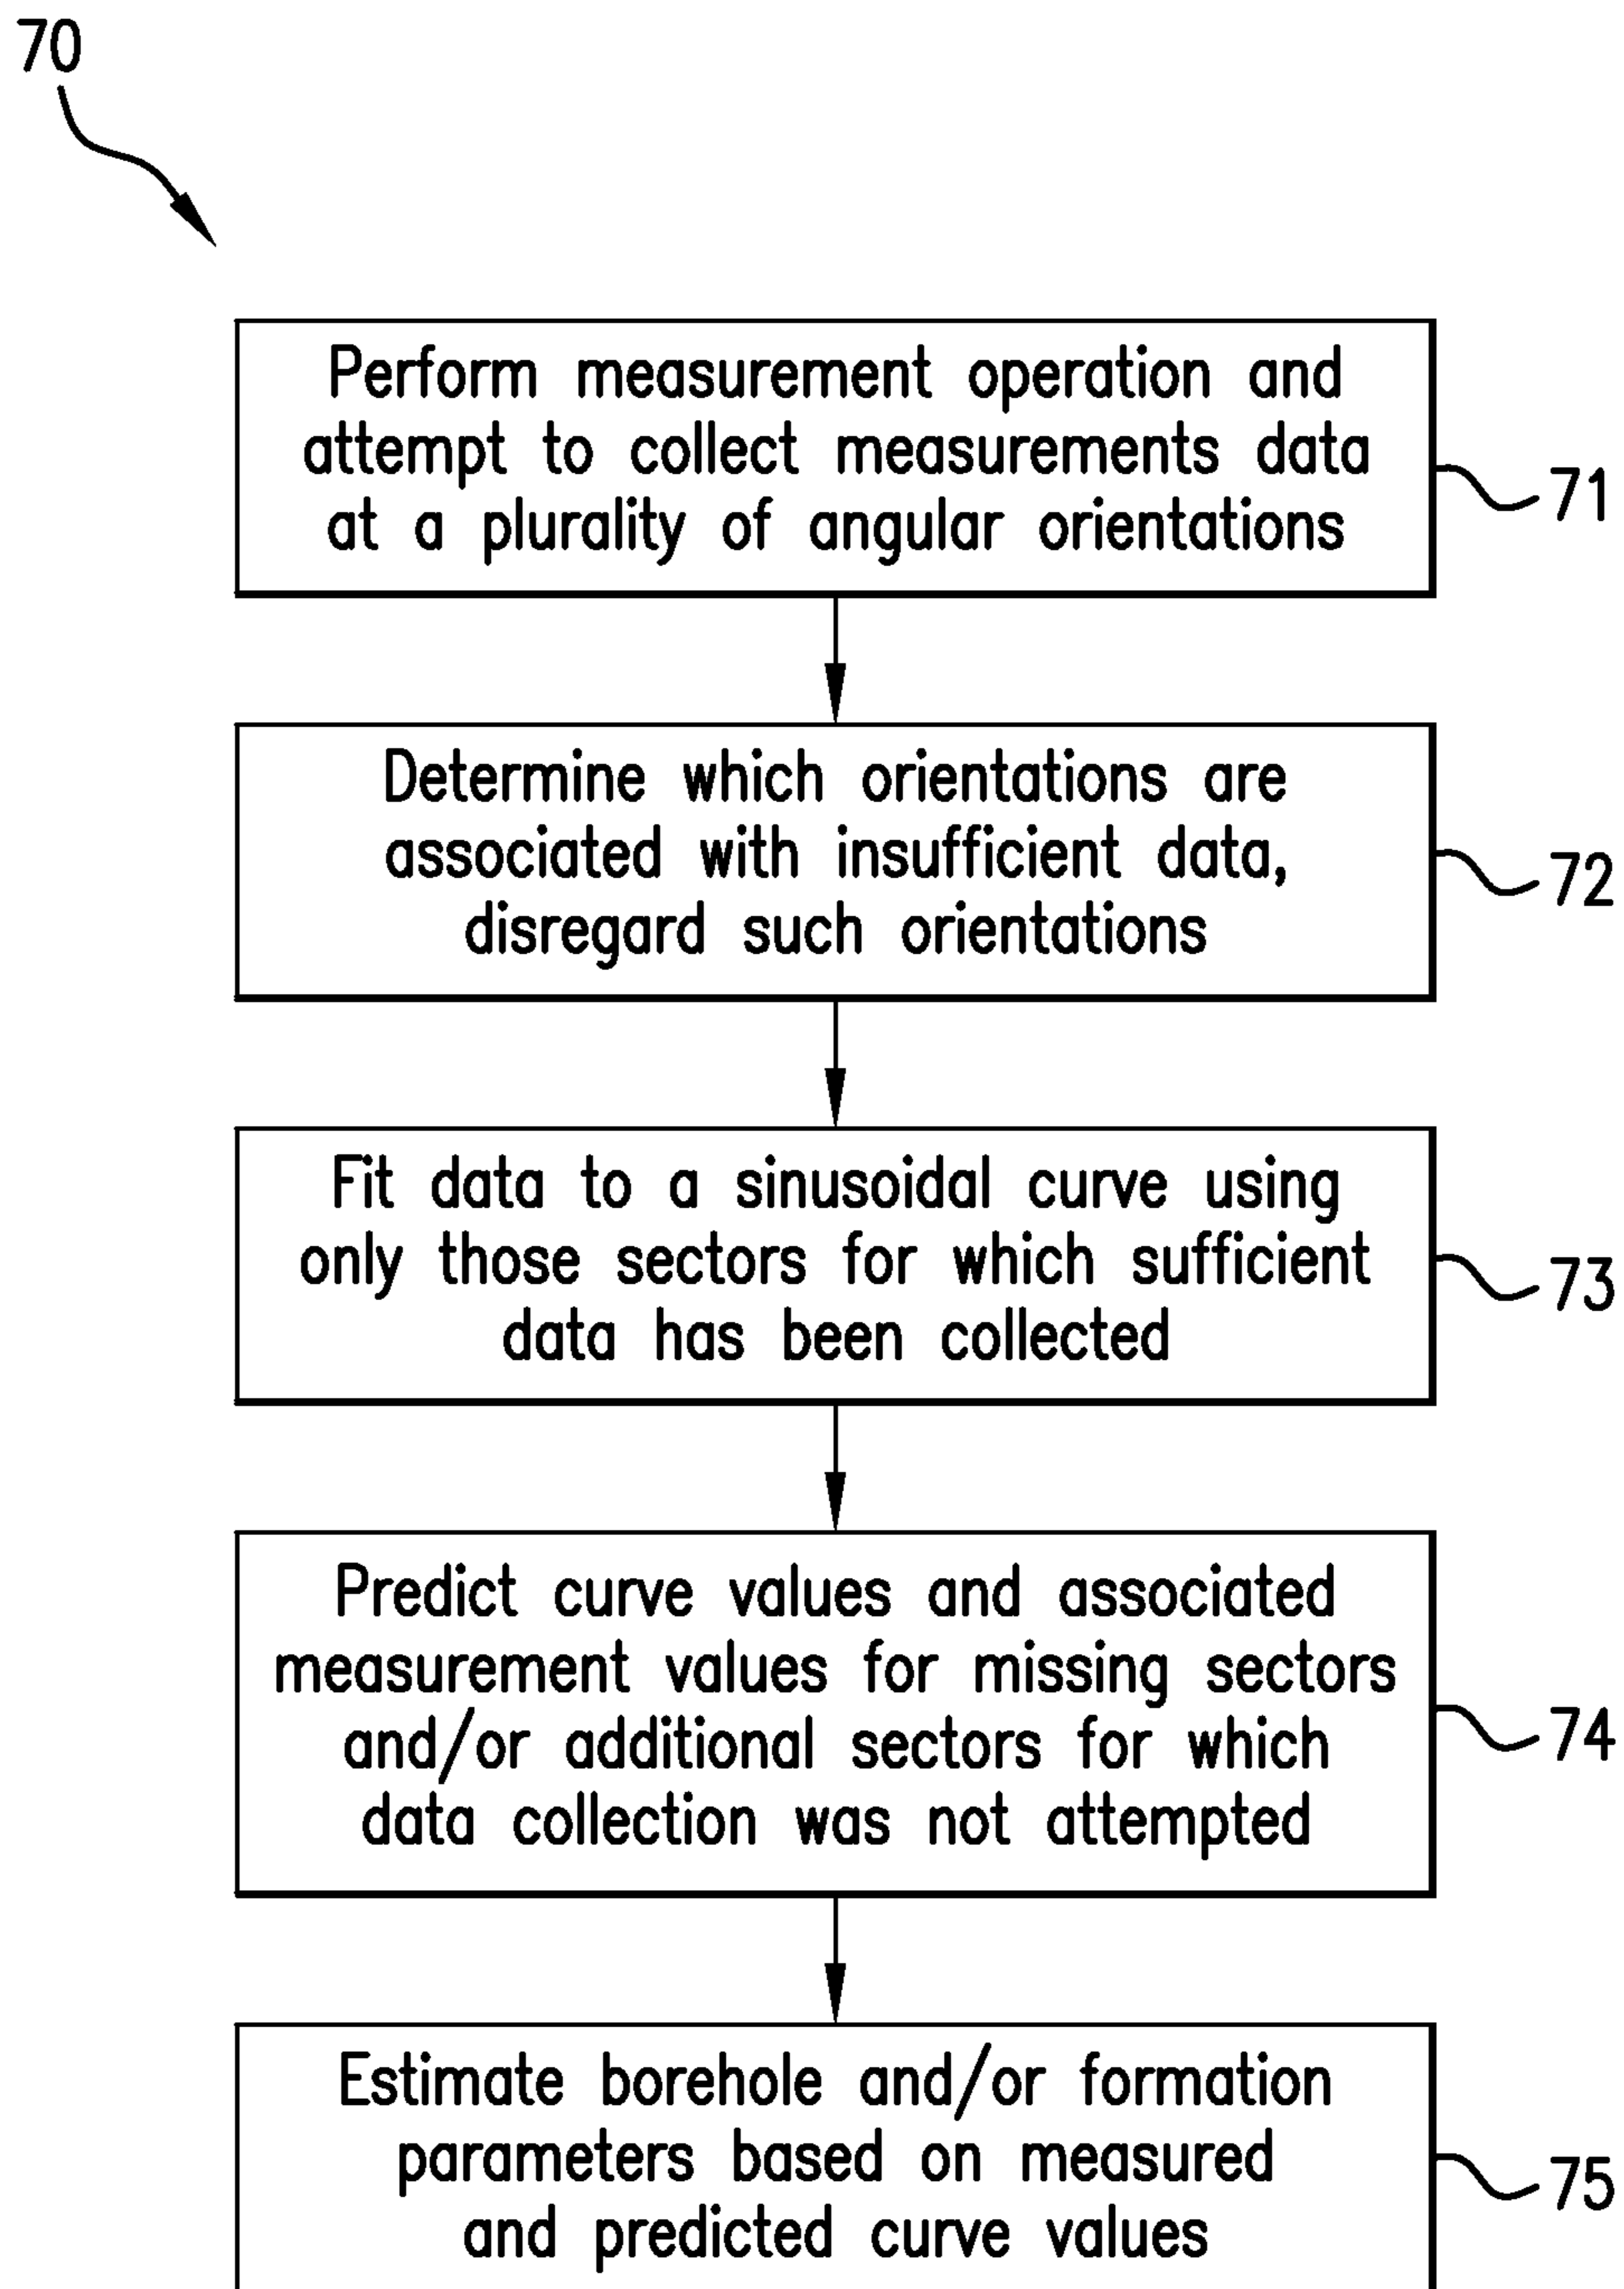 70
Perform measurement operation and
attempt to collect measurements data
at a plurality of angular orientations
71
Determine which orientations are
associated with insufficient data,
disregard such orientations
72
Fit data to a sinusoidal curve using
only those sectors for which sufficient
data has been collected
73
Predict curve values and associated
measurement values for missing sectors
and/or additional sectors for which
data collection was not attempted
74
Estimate borehole and/or formation
parameters based on measured
and predicted curve values
75